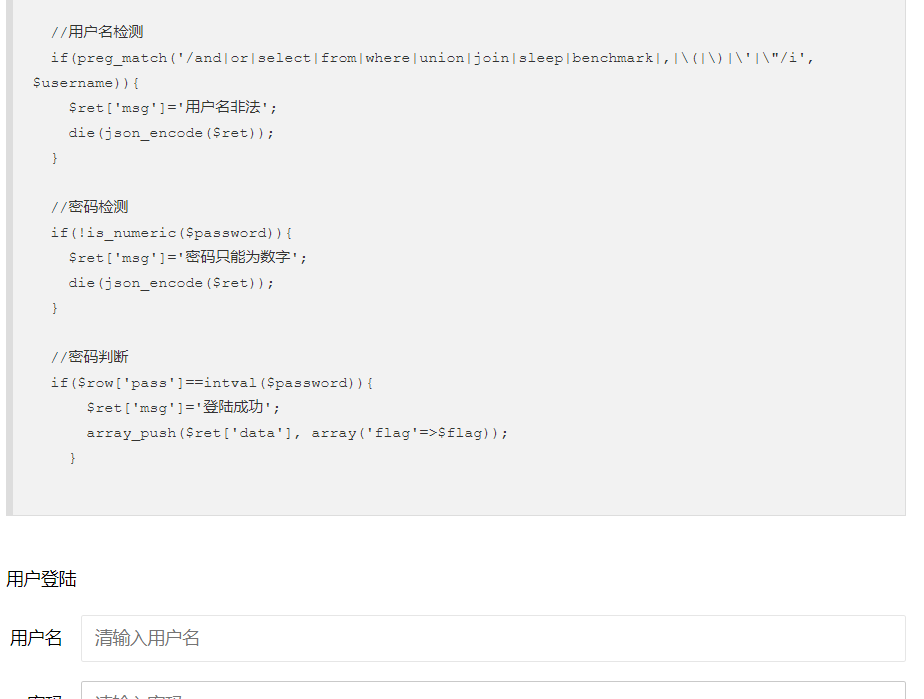 //用户名检测
if(preg_match('/and|or|select|from|where|union|join|sleep|benchmark|,|\(|\)|\'|\"/i',
$username)){
$ret['msg']='用户名非法';
die(json_encode($ret));
}
//密码检测
if(!is_numeric($password)){
$ret['msg']='密码只能为数字';
die(json_encode($ret));
}
//密码判断
if($row['pass']==intval($password)){
$ret['msg']='登陆成功';
array_push($ret['data'], array('flag'=>$flag));
}
用户登陆
用户名 清输入用户名